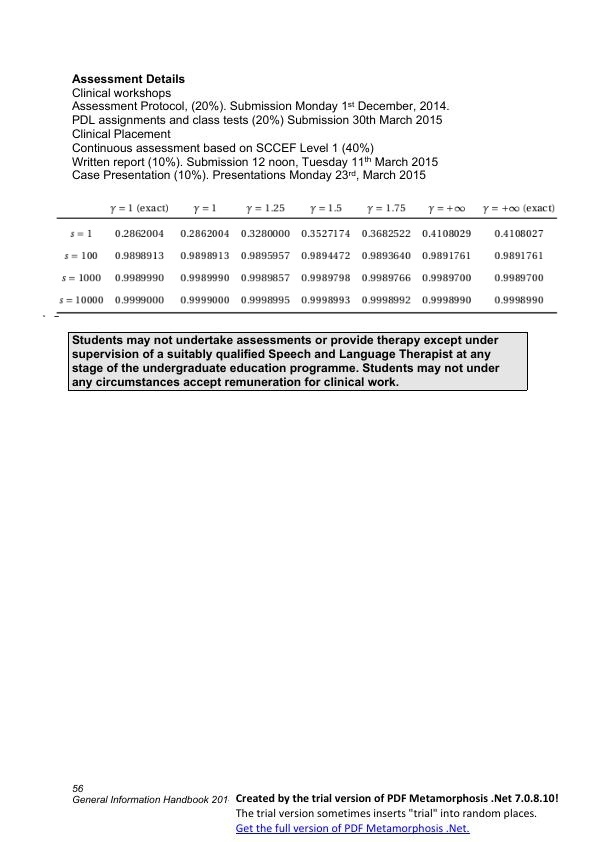 Assessment Details
Clinical workshops
Assessment Protocol, (20%). Submission Monday 1st December, 2014.
PDL assignments and class tests (20%) Submission 30th March 2015
Clinical Placement
Continuous assessment based on SCCEF Level 1 (40%)
Written report (10%). Submission 12 noon, Tuesday 11th March 2015
Case Presentation (10%). Presentations Monday 23rd, March 2015
γ = 1 (exact) γ = 1 γ = 1.25 γ = 1.5 γ = 1.75 γ = +∞ γ = +∞ (exact)
s = 1 0.2862004 0.2862004 0.3280000 0.3527174 0.3682522 0.4108029 0.4108027
s = 100 0.9898913 0.9898913 0.9895957 0.9894472 0.9893640 0.9891761 0.9891761
s = 1000 0.9989990 0.9989990 0.9989857 0.9989798 0.9989766 0.9989700 0.9989700
s = 10000 0.9999000 0.9999000 0.9998995 0.9998993 0.9998992 0.9998990 0.9998990
Students may not undertake assessments or provide therapy except under
supervision of a suitably qualified Speech and Language Therapist at any
stage of the undergraduate education programme. Students may not under
any circumstances accept remuneration for clinical work.
56
General Information Handbook 201
Created by the trial version of PDF Metamorphosis .Net 7.0.8.10!
The trial version sometimes inserts "trial" into random places.
Get the full version of PDF Metamorphosis .Net.